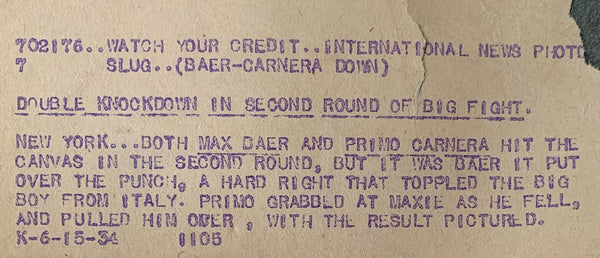 702176..WATCH YOUR CREDIT..INTERNATIONAL NEWS PHOTO
7 SLUG..(BAER-CARNERA DOWN)
DOUBLE KNOCKDOWN IN SECOND ROUND OF BIG FIGHT.
NEW YORK...BOTH MAX BAER AND PRIMO CARNERA HIT THE
CANVAS IN THE SECOND ROUND, BUT IT WAS BAER IT PUT
OVER THE PUNCH, A HARD RIGHT THAT TOPPLED THE BIG
BOY FROM ITALY. PRIMO GRABBED AT MAXIE AS HE FELL,
AND PULLED HIM OVER , WITH THE RESULT PICTURED.
K-6-15-34 1105